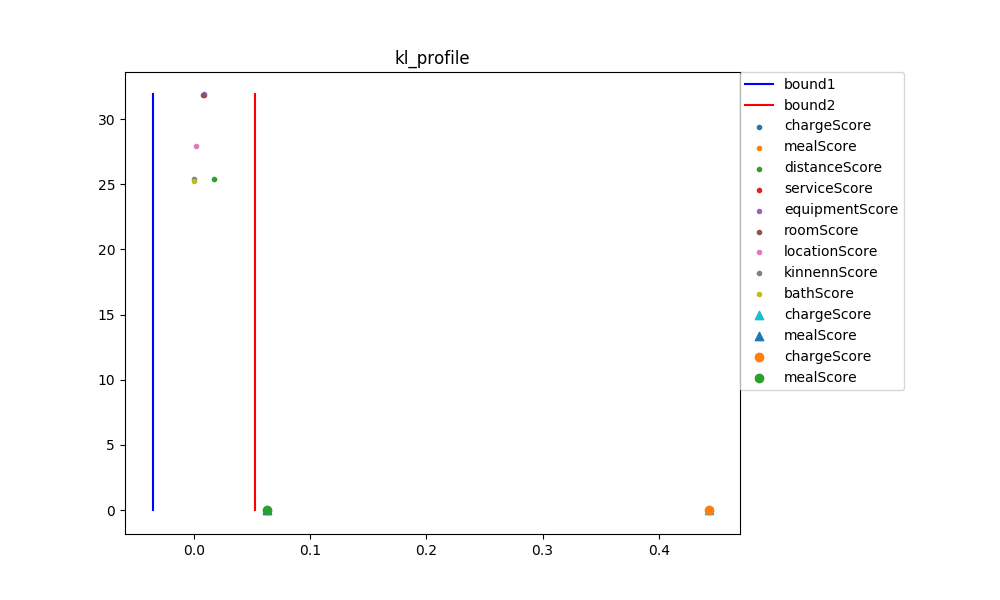 kl_profile
30
25
20
15
10
5
0
0.0
0.1
0.2
0.3
0.4
bound1
bound2
chargeScore
mealScore
distanceScore
serviceScore
equipmentScore
roomScore
locationScore
kinnennScore
bathScore
chargeScore
mealScore
chargeScore
mealScore